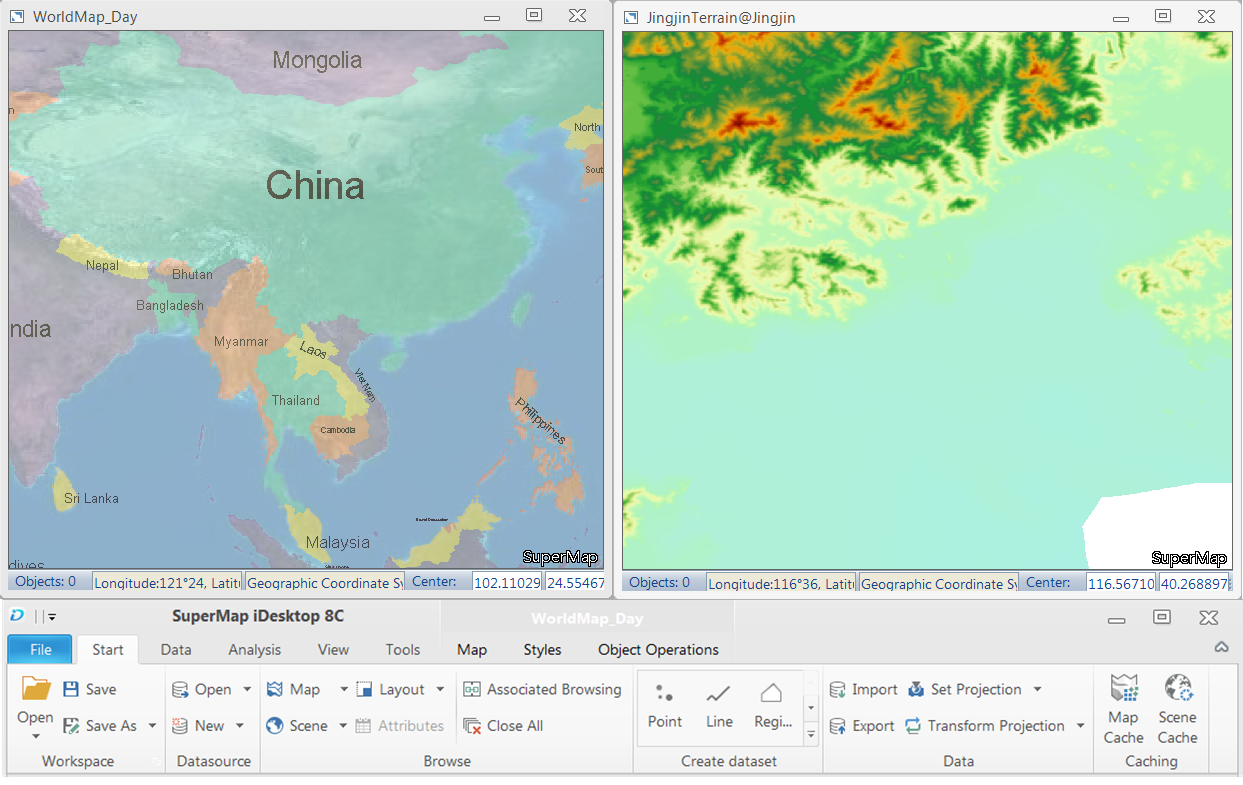 WorldMap_Day
Mongolia
n
North
China
Sout
Nepal
Bhutan
Bangladesh
ndia
Myanmar
Laos
Viet Nam
Thailand
Philippines
Cambodia
Sri Lanka
Malaysia
dives
SuperMap
Objects: 0 Longitude:121°24, Latitu Geographic Coordinate Sy Center: 102.11029 24.55467
JingjinTerrain@Jingjin
SuperMap
Objects: 0 Longitude:116°36, Latitu Geographic Coordinate Sy Center: 116.56710 40.268897
SuperMap iDesktop 8C WorldMap_Day
File Start Data Analysis View Tools Map Styles Object Operations
Save Open Map Layout Associated Browsing Import Set Projection
Open Save As New Scene Attributes Close All Point Line Regi... Export Transform Projection Map Cache Scene Cache
Workspace Datasource Browse Create dataset Data Caching